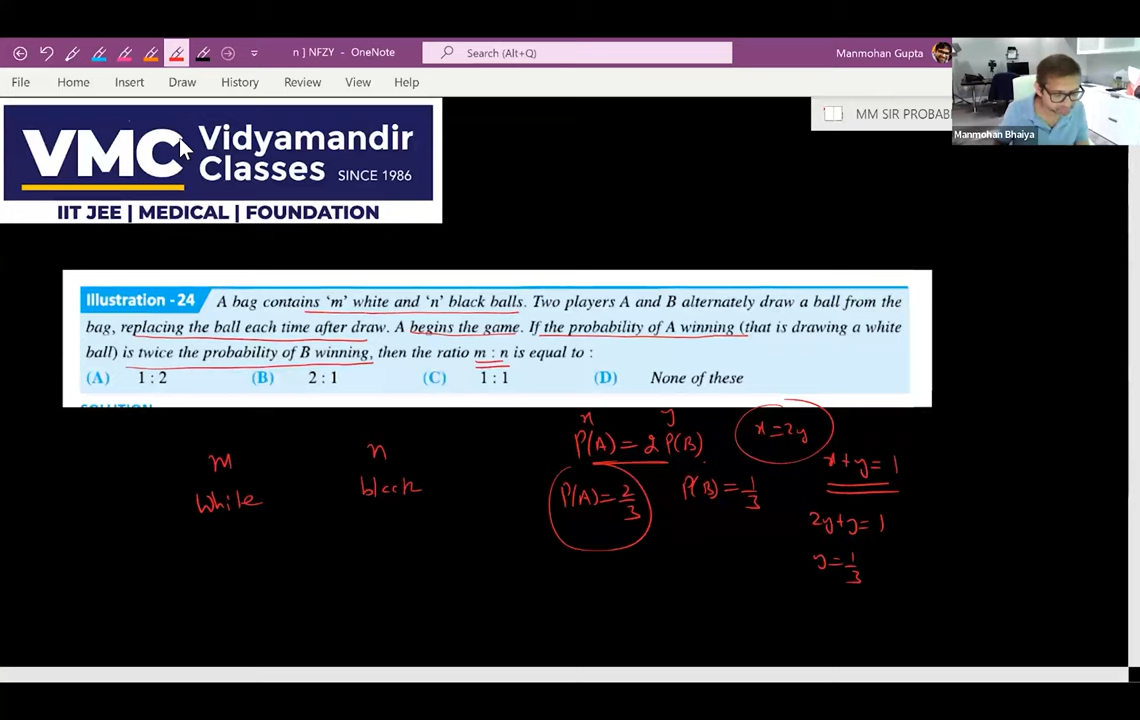 n ] NFZY - OneNote
Search (Alt+Q)
Manmohan Gupta
File Home Insert Draw History Review View Help
VMC Vidyamandir Classes SINCE 1986
IIT JEE | MEDICAL | FOUNDATION
MM SIR PROBAB
Manmohan Bhaiya
Illustration - 24 A bag contains ‘m’ white and ‘n’ black balls. Two players A and B alternately draw a ball from the
bag, replacing the ball each time after draw. A begins the game. If the probability of A winning (that is drawing a white
ball) is twice the probability of B winning, then the ratio m : n is equal to :
(A) 1 : 2 (B) 2 : 1 (C) 1 : 1 (D) None of these
SOLUTION
x y
P(A) = 2 P(B)
x = 2y
m n
x + y = 1
white black
P(A) = 2/3 P(B) = 1/3
2y + y = 1
y = 1/3